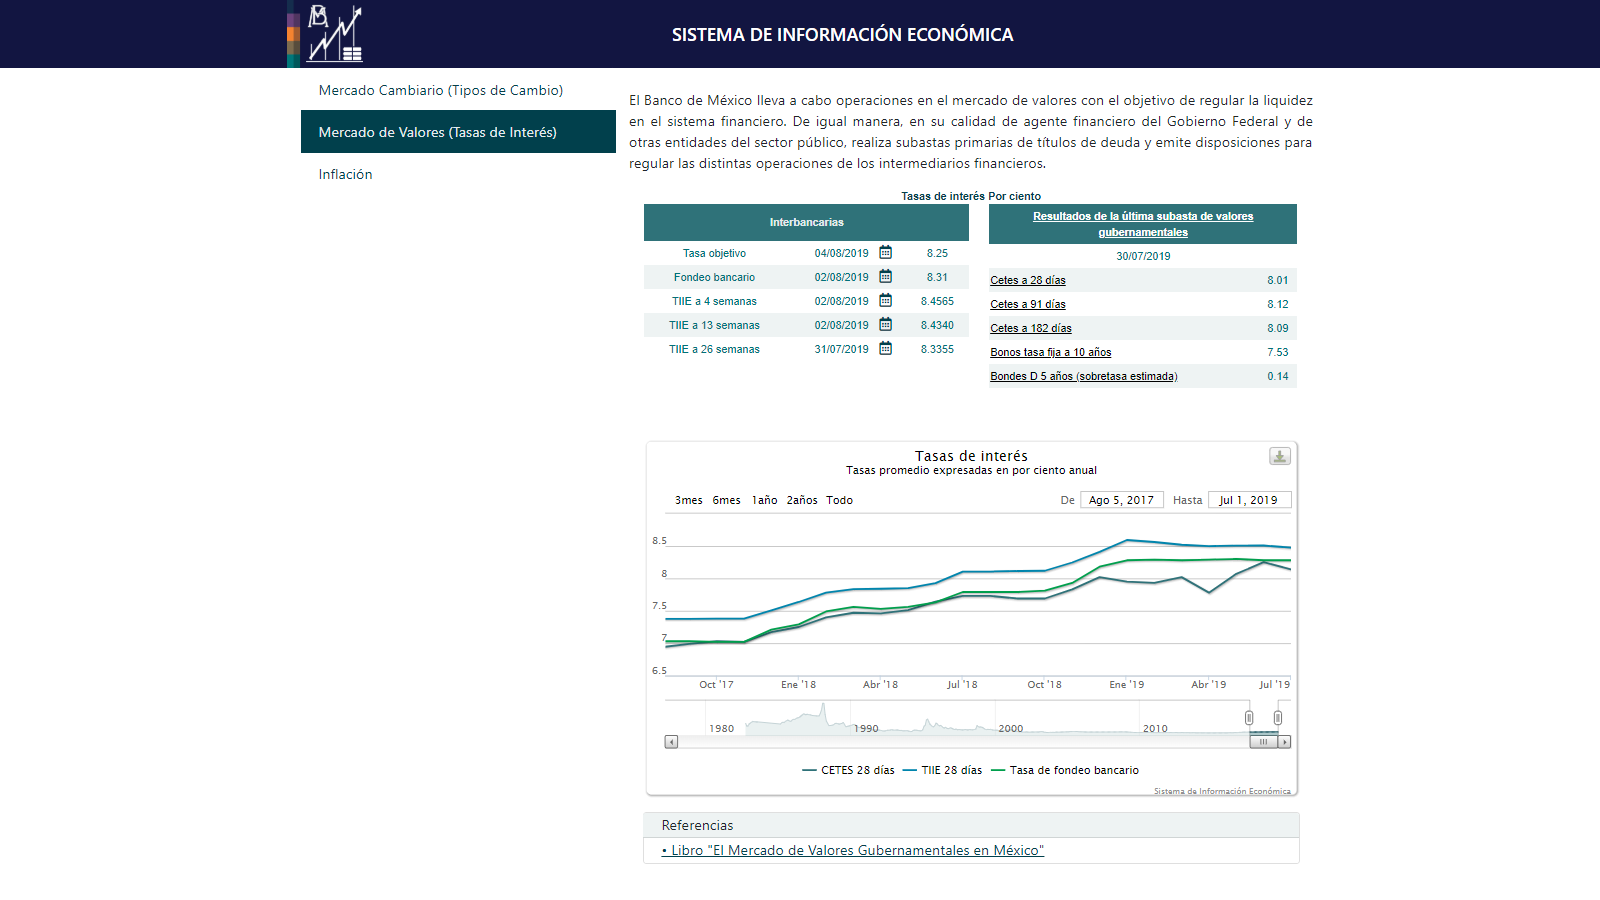 SISTEMA DE INFORMACIÓN ECONÓMICA
Mercado Cambiario (Tipos de Cambio)
Mercado de Valores (Tasas de Interés)
Inflación
El Banco de México lleva a cabo operaciones en el mercado de valores con el objetivo de regular la liquidez
en el sistema financiero. De igual manera, en su calidad de agente financiero del Gobierno Federal y de
otras entidades del sector público, realiza subastas primarias de títulos de deuda y emite disposiciones para
regular las distintas operaciones de los intermediarios financieros.
Tasas de interés Por ciento
Interbancarias
Tasa objetivo 04/08/2019 8.25
Fondeo bancario 02/08/2019 8.31
TIIE a 4 semanas 02/08/2019 8.4565
TIIE a 13 semanas 02/08/2019 8.4340
TIIE a 26 semanas 31/07/2019 8.3355
Resultados de la última subasta de valores
gubernamentales
30/07/2019
Cetes a 28 días 8.01
Cetes a 91 días 8.12
Cetes a 182 días 8.09
Bonos tasa fija a 10 años 7.53
Bondes D 5 años (sobretasa estimada) 0.14
Tasas de interés
Tasas promedio expresadas en por ciento anual
3mes 6mes 1año 2años Todo De Ago 5, 2017 Hasta Jul 1, 2019
8.5
8
7.5
7
6.5
Oct '17 Ene '18 Abr '18 Jul '18 Oct '18 Ene '19 Abr '19 Jul '19
1980 1990 2000 2010
CETES 28 días TIIE 28 días Tasa de fondeo bancario
Sistema de Información Económica
Referencias
• Libro "El Mercado de Valores Gubernamentales en México"